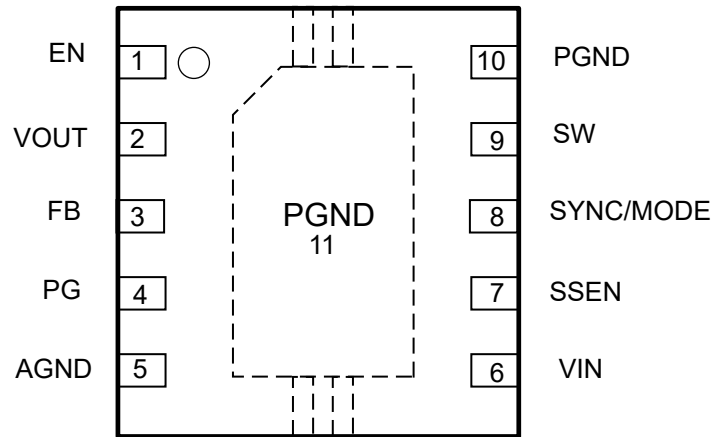 EN 1 10 PGND
VOUT 2 9 SW
FB 3 PGND 8 SYNC/MODE
11
PG 4 7 SSEN
AGND 5 6 VIN